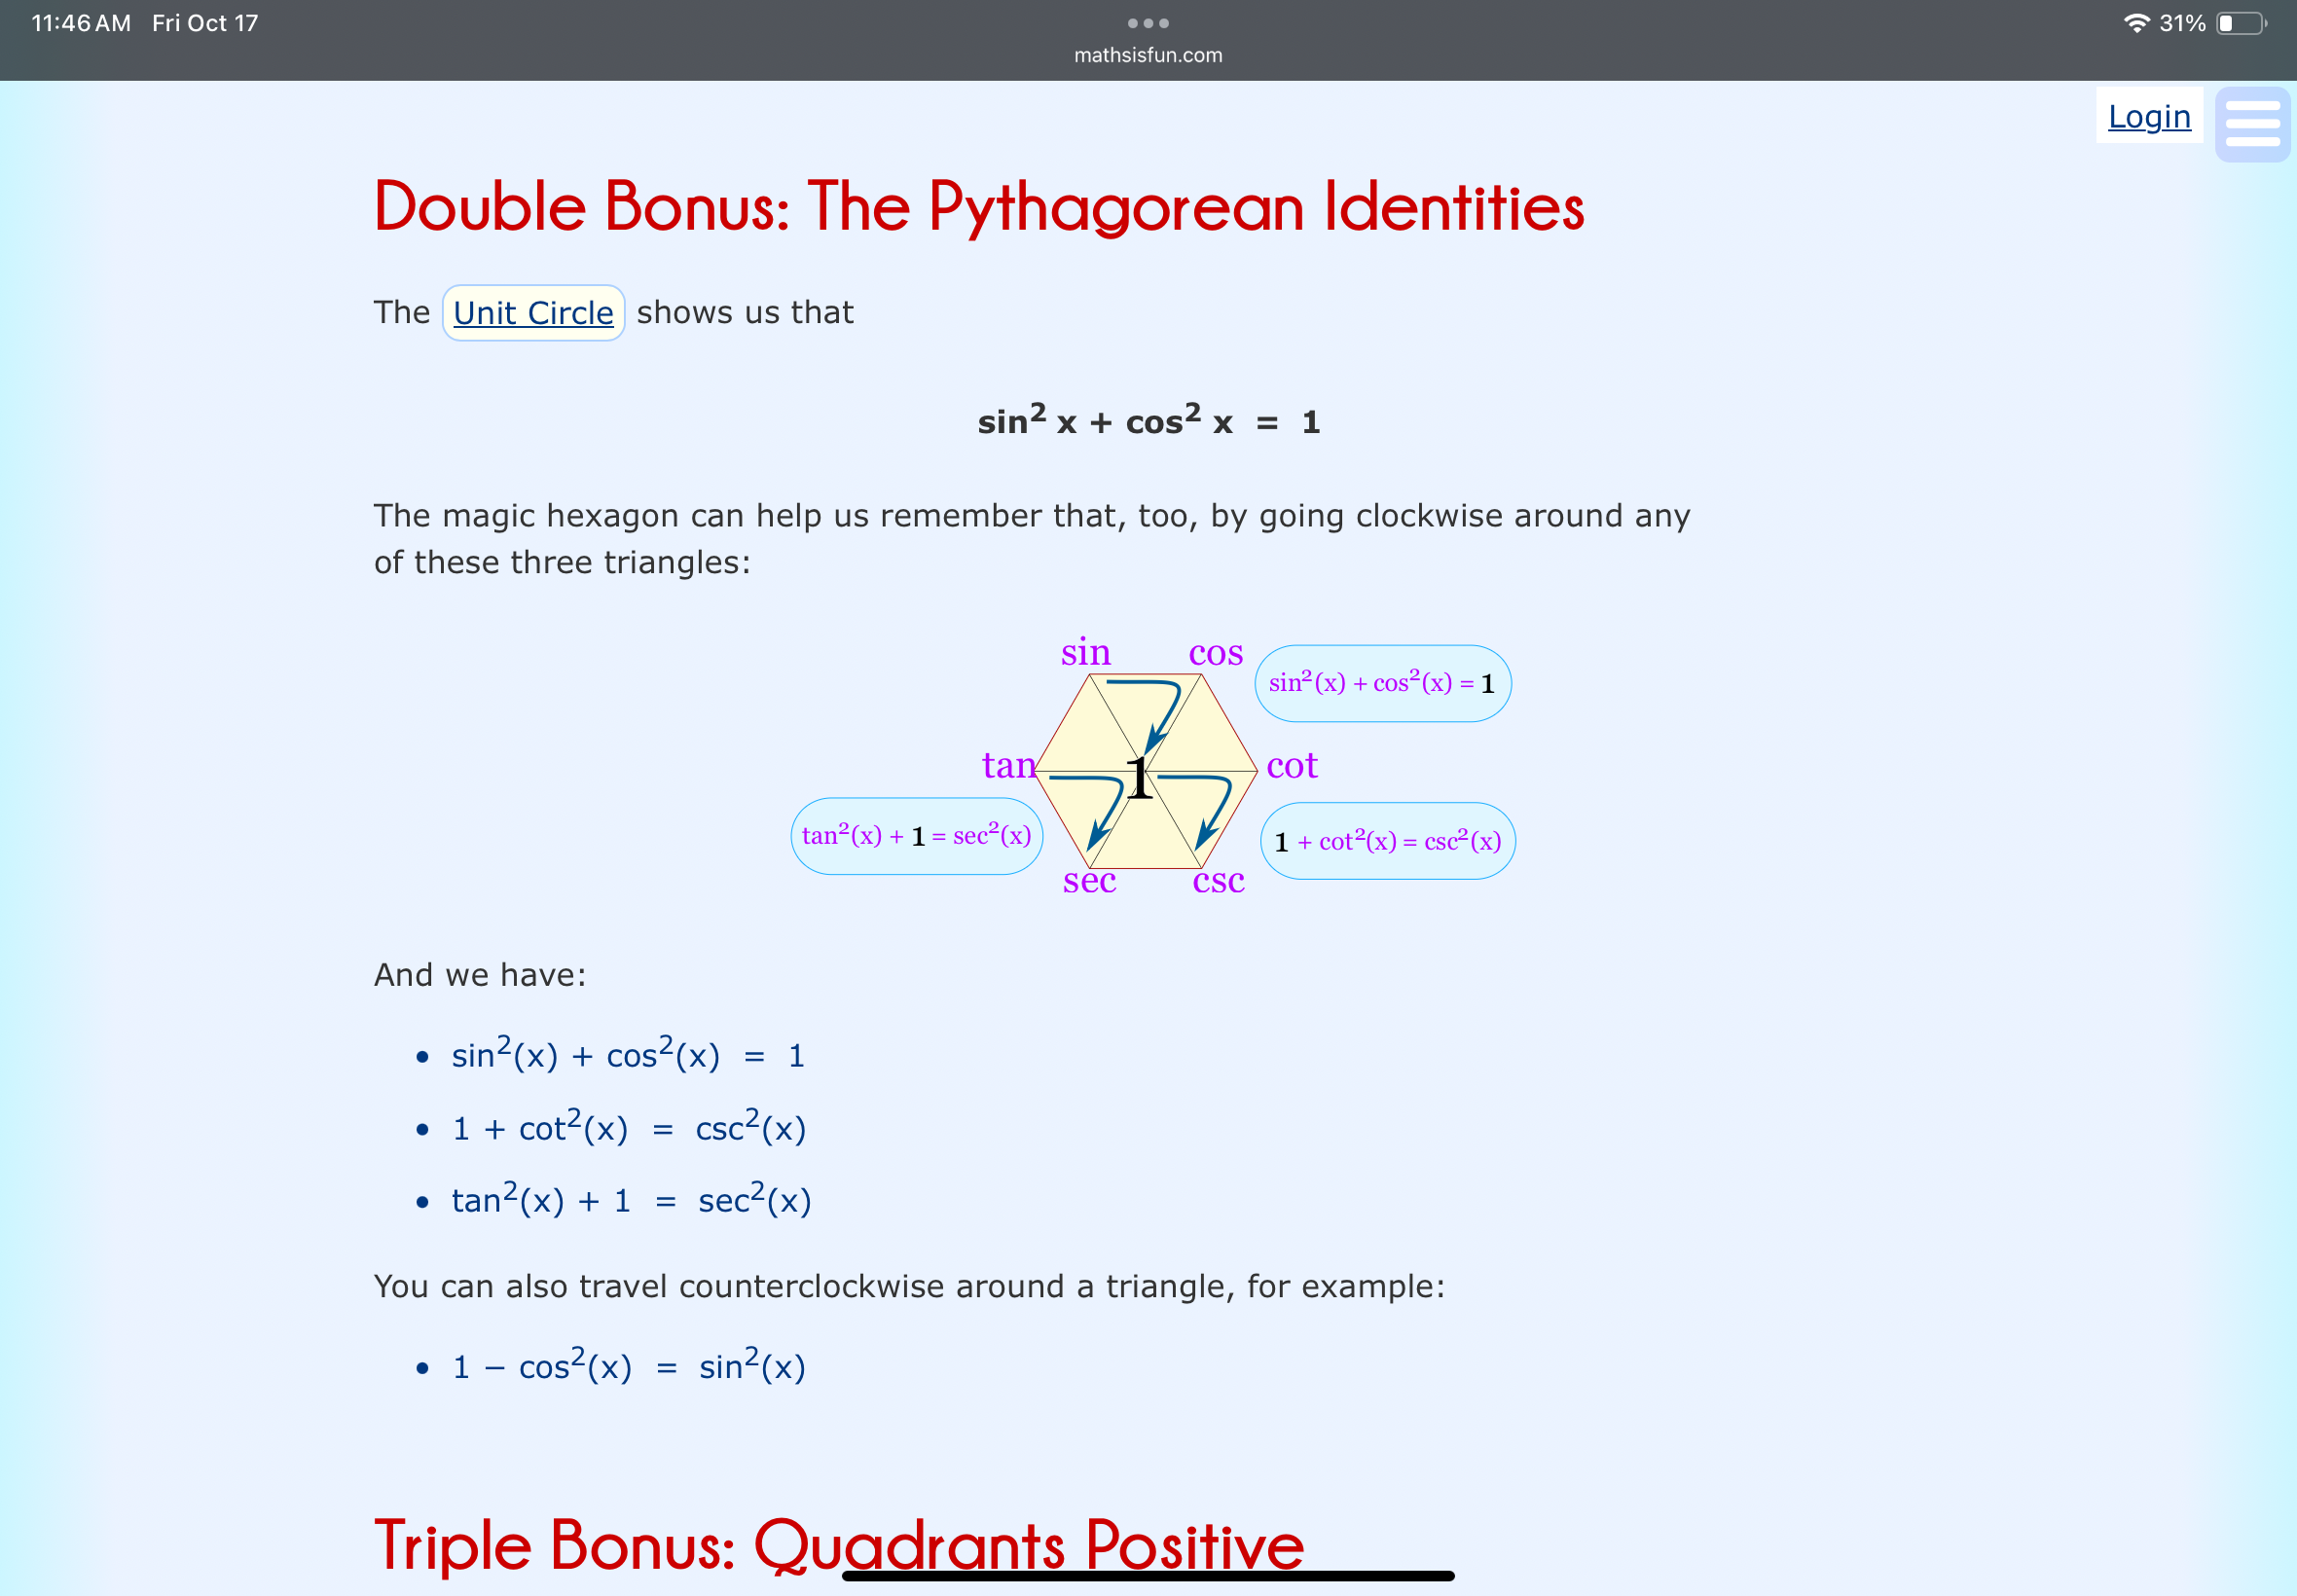 11:46 AM Fri Oct 17
31%
mathsisfun.com
Login
Double Bonus: The Pythagorean Identities
The Unit Circle shows us that
sin² x + cos² x = 1
The magic hexagon can help us remember that, too, by going clockwise around any
of these three triangles:
sin cos
sin²(x) + cos²(x) = 1
tan 1 cot
tan²(x) + 1 = sec²(x)
1 + cot²(x) = csc²(x)
sec csc
And we have:
• sin²(x) + cos²(x) = 1
• 1 + cot²(x) = csc²(x)
• tan²(x) + 1 = sec²(x)
You can also travel counterclockwise around a triangle, for example:
• 1 − cos²(x) = sin²(x)
Triple Bonus: Quadrants Positive